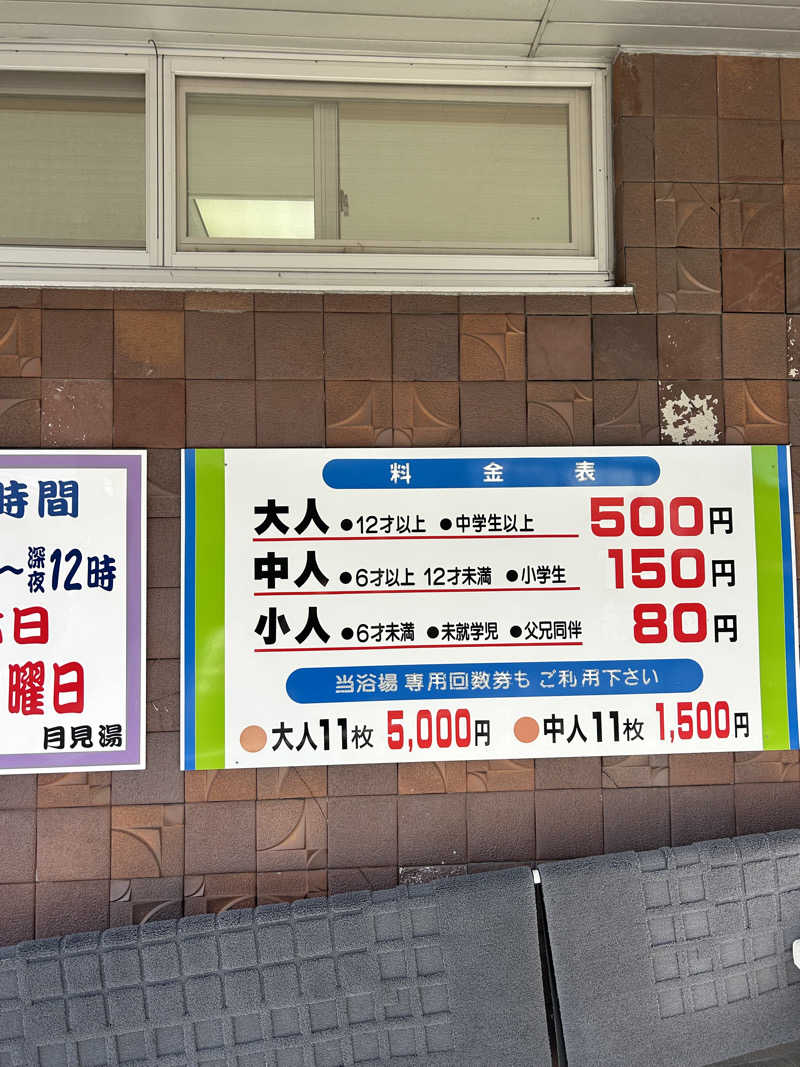 時間
～深夜12時
休日
曜日
月見湯
料金表
大人 ●12才以上 ●中学生以上 500円
中人 ●6才以上 12才未満 ●小学生 150円
小人 ●6才未満 ●未就学児 ●父兄同伴 80円
当浴場専用回数券もご利用下さい
大人11枚 5,000円 中人11枚 1,500円